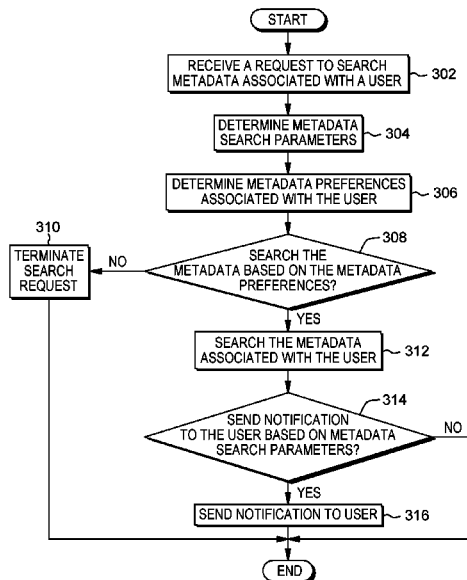 START
RECEIVE A REQUEST TO SEARCH
METADATA ASSOCIATED WITH A USER
302
DETERMINE METADATA
SEARCH PARAMETERS
304
DETERMINE METADATA PREFERENCES
ASSOCIATED WITH THE USER
306
310
TERMINATE
SEARCH
REQUEST
NO
308
SEARCH THE
METADATA BASED ON THE METADATA
PREFERENCES?
YES
SEARCH THE METADATA
ASSOCIATED WITH THE USER
312
314
SEND NOTIFICATION
TO THE USER BASED ON METADATA
SEARCH PARAMETERS?
NO
YES
SEND NOTIFICATION TO USER
316
END